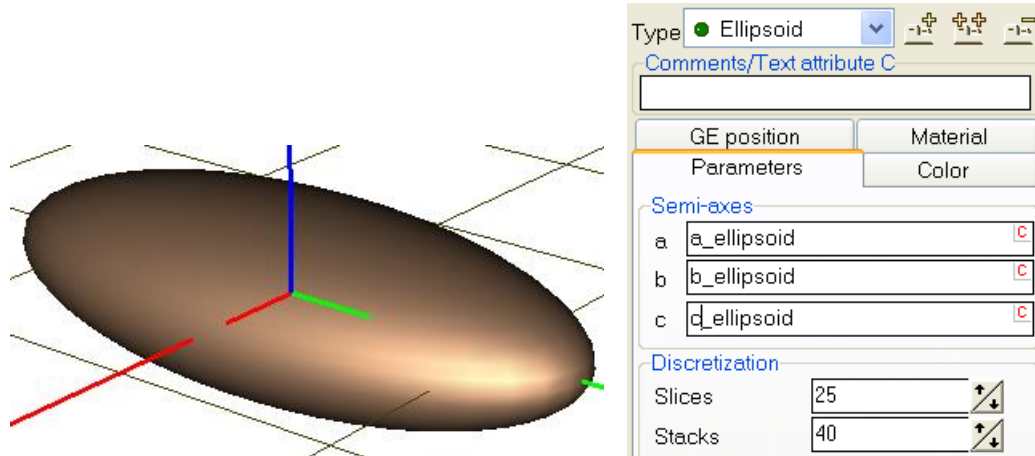 Type Ellipsoid
Comments/Text attribute C
GE position Material
Parameters Color
Semi-axes
a a_ellipsoid C
b b_ellipsoid C
c c_ellipsoid C
Discretization
Slices 25
Stacks 40